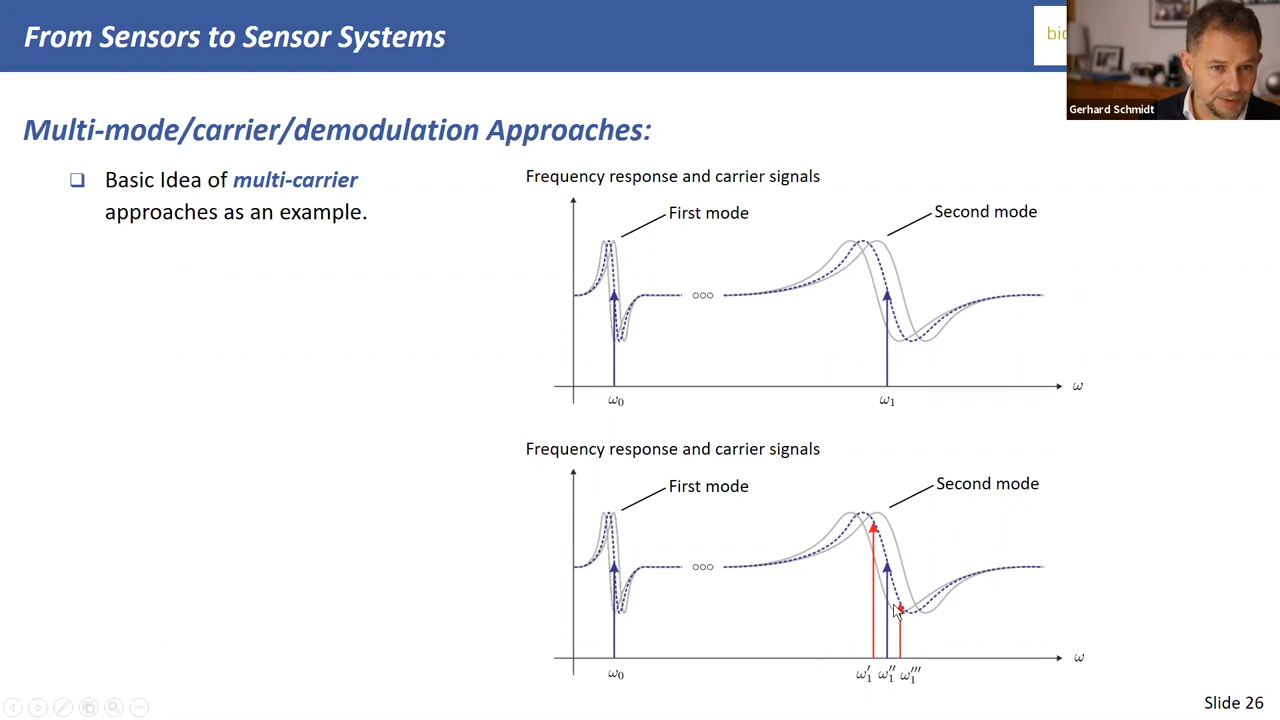 From Sensors to Sensor Systems
Gerhard Schmidt
Multi-mode/carrier/demodulation Approaches:
Basic Idea of multi-carrier
approaches as an example.
Frequency response and carrier signals
First mode
Second mode
ω
ω₀
ω₁
Frequency response and carrier signals
First mode
Second mode
ω
ω₀
ω₁′ ω₁″ ω₁‴
Slide 26